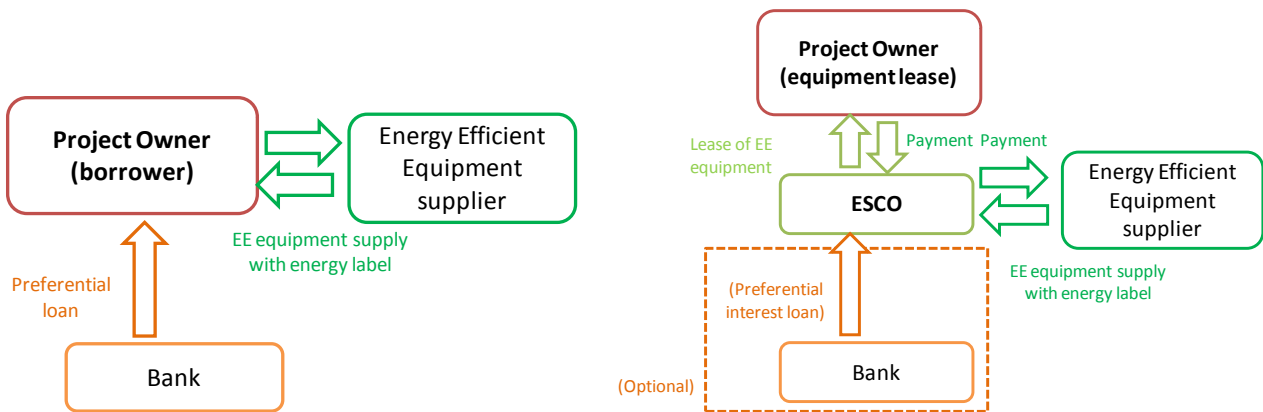 Project Owner
(borrower)
Energy Efficient
Equipment
supplier
EE equipment supply
with energy label
Preferential
loan
Bank
Project Owner
(equipment lease)
Lease of EE
equipment
Payment Payment
ESCO
Energy Efficient
Equipment
supplier
EE equipment supply
with energy label
(Preferential
interest loan)
Bank
(Optional)